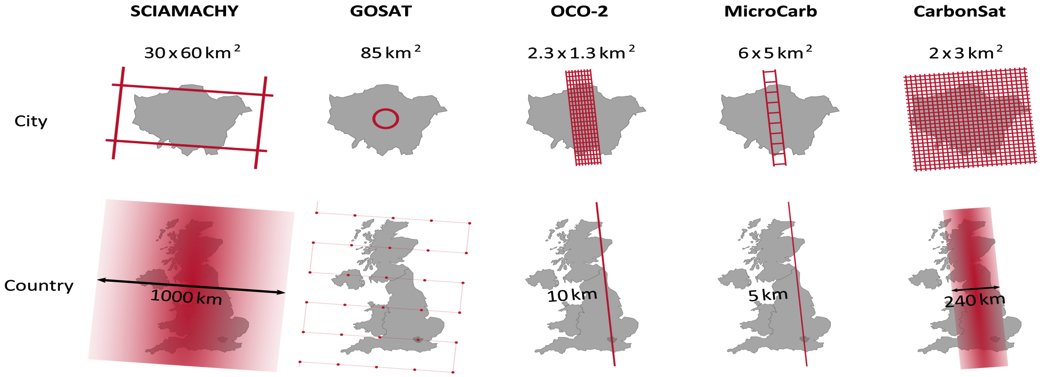 SCIAMACHY GOSAT OCO-2 MicroCarb CarbonSat
30 x 60 km² 85 km² 2.3 x 1.3 km² 6 x 5 km² 2 x 3 km²
City
Country
1000 km 10 km 5 km 240 km